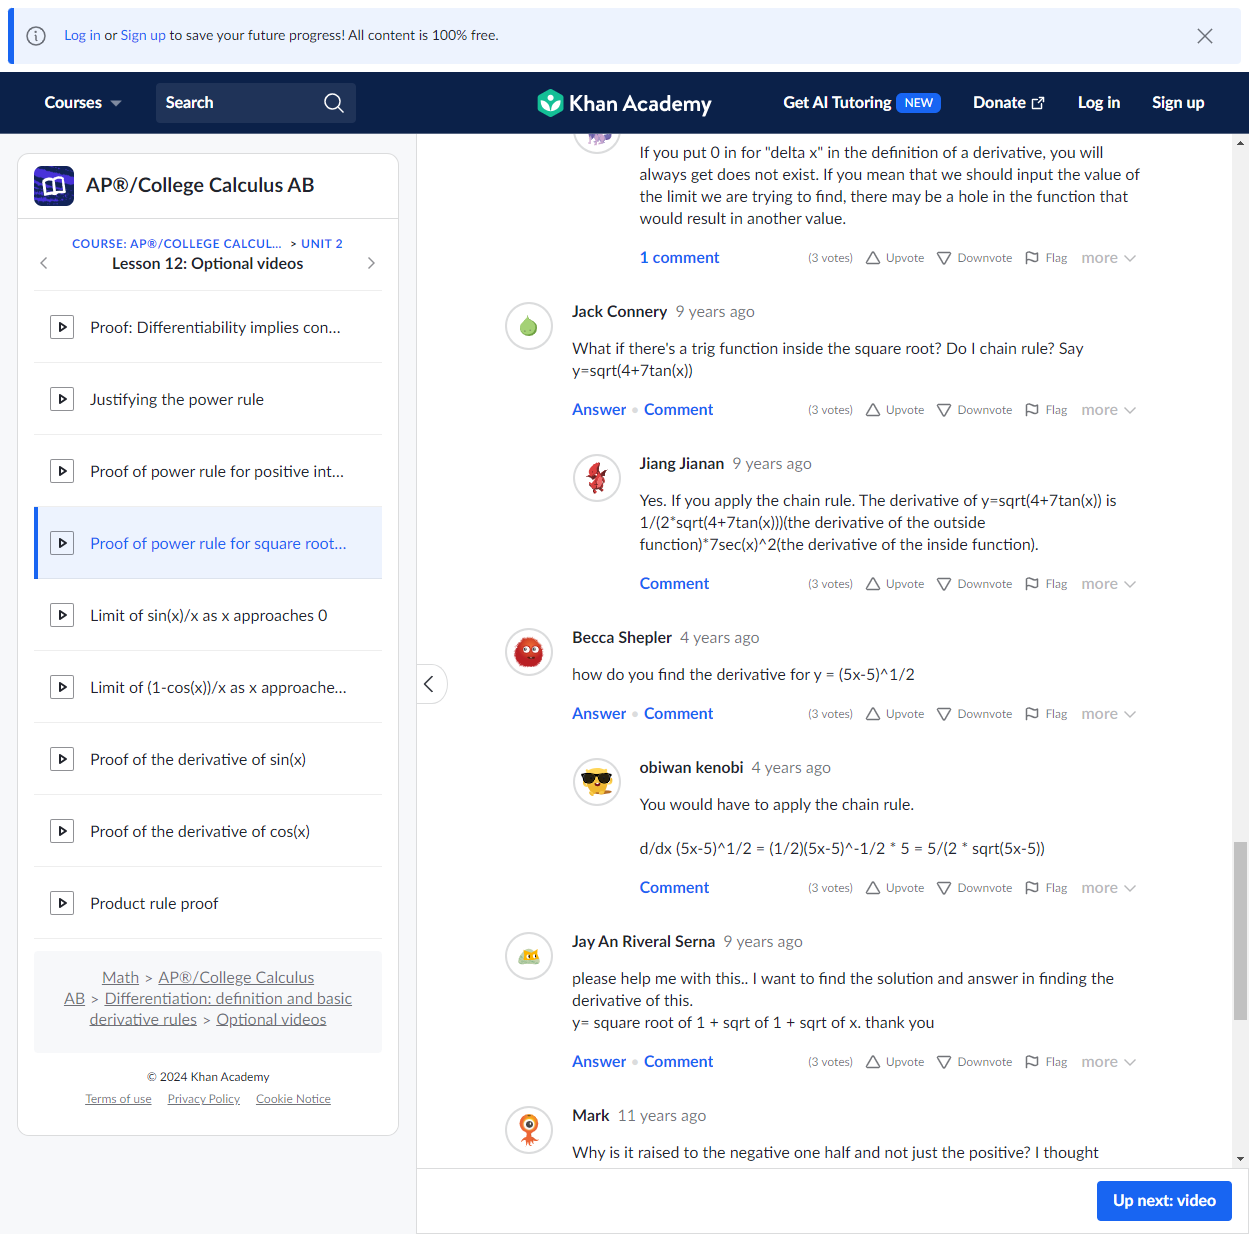 Log in or Sign up to save your future progress! All content is 100% free.
Courses
Search
Khan Academy
Get AI Tutoring NEW
Donate
Log in
Sign up
AP®/College Calculus AB
COURSE: AP®/COLLEGE CALCUL... > UNIT 2
Lesson 12: Optional videos
Proof: Differentiability implies con...
Justifying the power rule
Proof of power rule for positive int...
Proof of power rule for square root...
Limit of sin(x)/x as x approaches 0
Limit of (1-cos(x))/x as x approache...
Proof of the derivative of sin(x)
Proof of the derivative of cos(x)
Product rule proof
Math > AP®/College Calculus
AB > Differentiation: definition and basic
derivative rules > Optional videos
© 2024 Khan Academy
Terms of use Privacy Policy Cookie Notice
If you put 0 in for "delta x" in the definition of a derivative, you will
always get does not exist. If you mean that we should input the value of
the limit we are trying to find, there may be a hole in the function that
would result in another value.
1 comment (3 votes) Upvote Downvote Flag more
Jack Connery 9 years ago
What if there's a trig function inside the square root? Do I chain rule? Say
y=sqrt(4+7tan(x))
Answer • Comment (3 votes) Upvote Downvote Flag more
Jiang Jianan 9 years ago
Yes. If you apply the chain rule. The derivative of y=sqrt(4+7tan(x)) is
1/(2*sqrt(4+7tan(x)))(the derivative of the outside
function)*7sec(x)^2(the derivative of the inside function).
Comment (3 votes) Upvote Downvote Flag more
Becca Shepler 4 years ago
how do you find the derivative for y = (5x-5)^1/2
Answer • Comment (3 votes) Upvote Downvote Flag more
obiwan kenobi 4 years ago
You would have to apply the chain rule.
d/dx (5x-5)^1/2 = (1/2)(5x-5)^-1/2 * 5 = 5/(2 * sqrt(5x-5))
Comment (3 votes) Upvote Downvote Flag more
Jay An Riveral Serna 9 years ago
please help me with this.. I want to find the solution and answer in finding the
derivative of this.
y= square root of 1 + sqrt of 1 + sqrt of x. thank you
Answer • Comment (3 votes) Upvote Downvote Flag more
Mark 11 years ago
Why is it raised to the negative one half and not just the positive? I thought
Up next: video